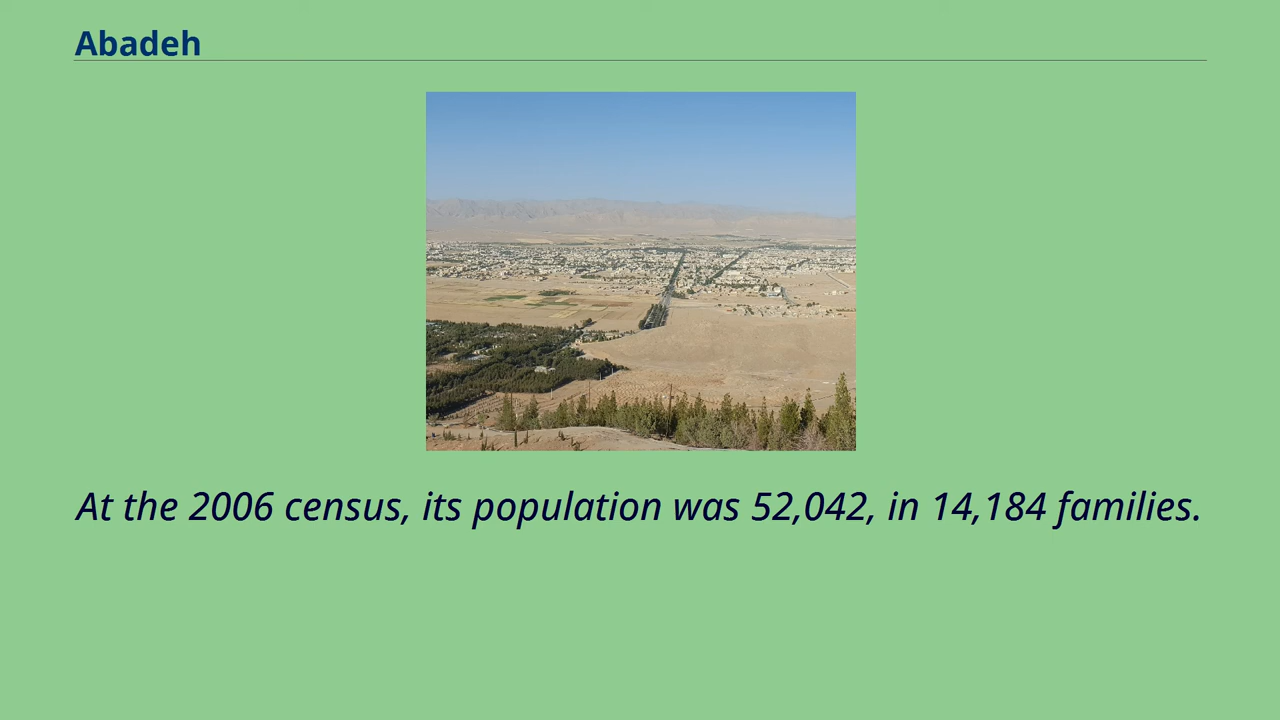 Abadeh
At the 2006 census, its population was 52,042, in 14,184 families.